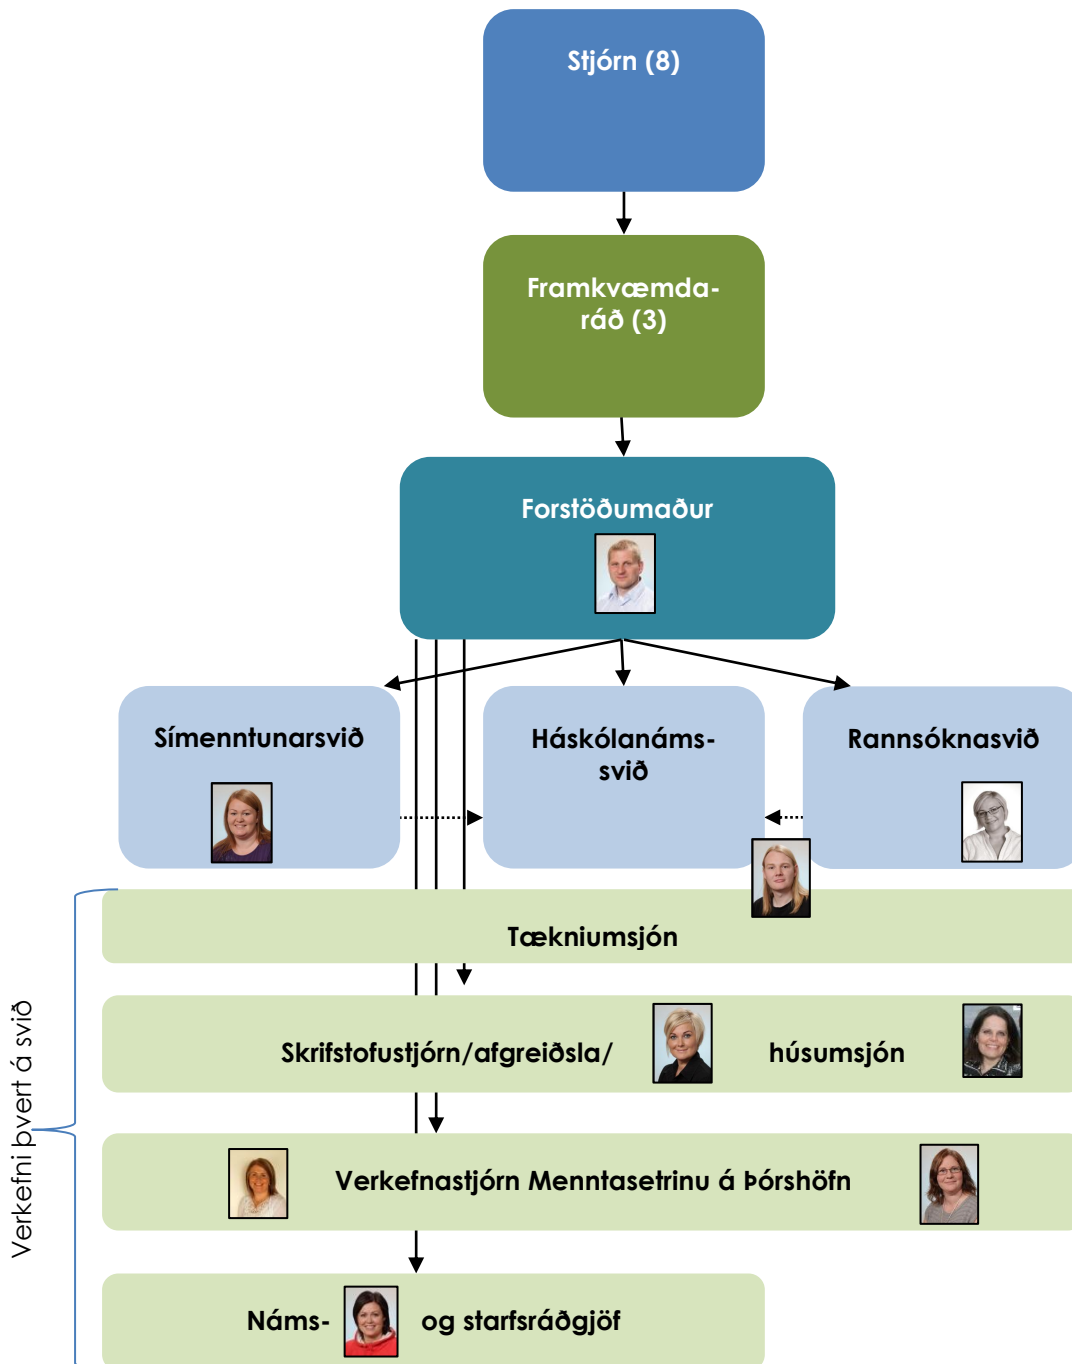 Stjórn (8)
Framkvæmda-
ráð (3)
Forstöðumaður
Símenntunarsvið
Háskólanáms-
svið
Rannsóknasvið
Tækniumsjón
Skrifstofustjórn/afgreiðsla/ húsumsjón
Verkefnastjórn Menntasetrinu á Þórshöfn
Náms- og starfsráðgjöf
Verkefni þvert á svið